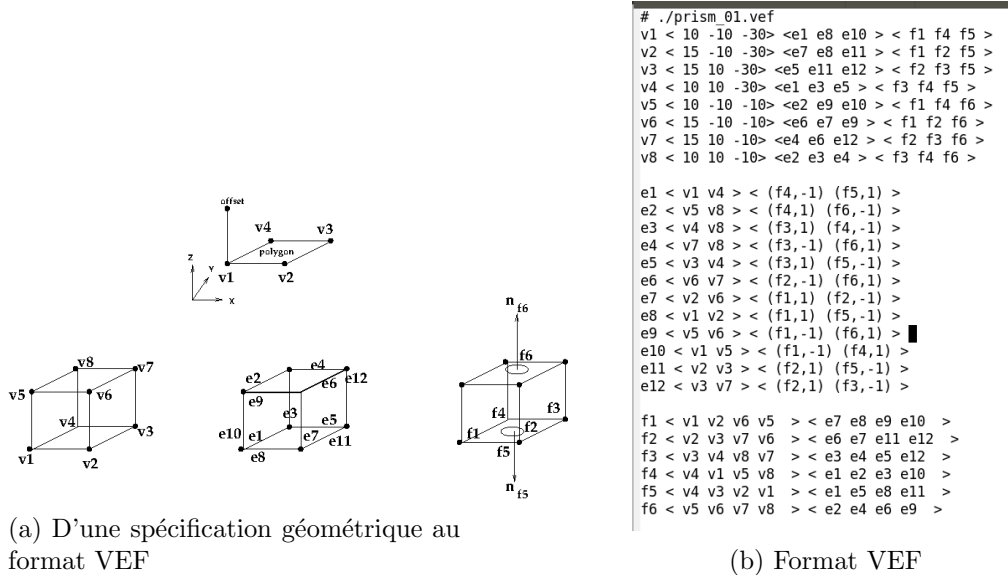 offset
v4 v3
polygon
v1 v2
Z
Y
X
v8 v7
v5 v6
v4 v3
v1 v2
e4
e2 e12
e6
e9
e3
e10 e1 e5
e7 e11
e8
n f6
f6
f4 f3
f1 f2
f5
n f5
(a) D'une spécification géométrique au
format VEF
# ./prism_01.vef
v1 < 10 -10 -30> <e1 e8 e10 > < f1 f4 f5 >
v2 < 15 -10 -30> <e7 e8 e11 > < f1 f2 f5 >
v3 < 15 10 -30> <e5 e11 e12 > < f2 f3 f5 >
v4 < 10 10 -30> <e1 e3 e5 > < f3 f4 f5 >
v5 < 10 -10 -10> <e2 e9 e10 > < f1 f4 f6 >
v6 < 15 -10 -10> <e6 e7 e9 > < f1 f2 f6 >
v7 < 15 10 -10> <e4 e6 e12 > < f2 f3 f6 >
v8 < 10 10 -10> <e2 e3 e4 > < f3 f4 f6 >
e1 < v1 v4 > < (f4,-1) (f5,1) >
e2 < v5 v8 > < (f4,1) (f6,-1) >
e3 < v4 v8 > < (f3,1) (f4,-1) >
e4 < v7 v8 > < (f3,-1) (f6,1) >
e5 < v3 v4 > < (f3,1) (f5,-1) >
e6 < v6 v7 > < (f2,-1) (f6,1) >
e7 < v2 v6 > < (f1,1) (f2,-1) >
e8 < v1 v2 > < (f1,1) (f5,-1) >
e9 < v5 v6 > < (f1,-1) (f6,1) >
e10 < v1 v5 > < (f1,-1) (f4,1) >
e11 < v2 v3 > < (f2,1) (f5,-1) >
e12 < v3 v7 > < (f2,1) (f3,-1) >
f1 < v1 v2 v6 v5 > < e7 e8 e9 e10 >
f2 < v2 v3 v7 v6 > < e6 e7 e11 e12 >
f3 < v3 v4 v8 v7 > < e3 e4 e5 e12 >
f4 < v4 v1 v5 v8 > < e1 e2 e3 e10 >
f5 < v4 v3 v2 v1 > < e1 e5 e8 e11 >
f6 < v5 v6 v7 v8 > < e2 e4 e6 e9 >
(b) Format VEF